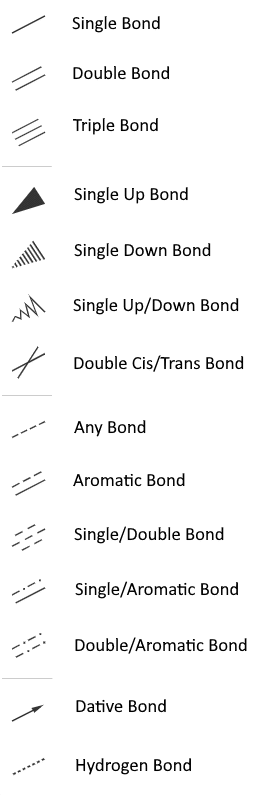 Single Bond
Double Bond
Triple Bond
Single Up Bond
Single Down Bond
Single Up/Down Bond
Double Cis/Trans Bond
Any Bond
Aromatic Bond
Single/Double Bond
Single/Aromatic Bond
Double/Aromatic Bond
Dative Bond
Hydrogen Bond